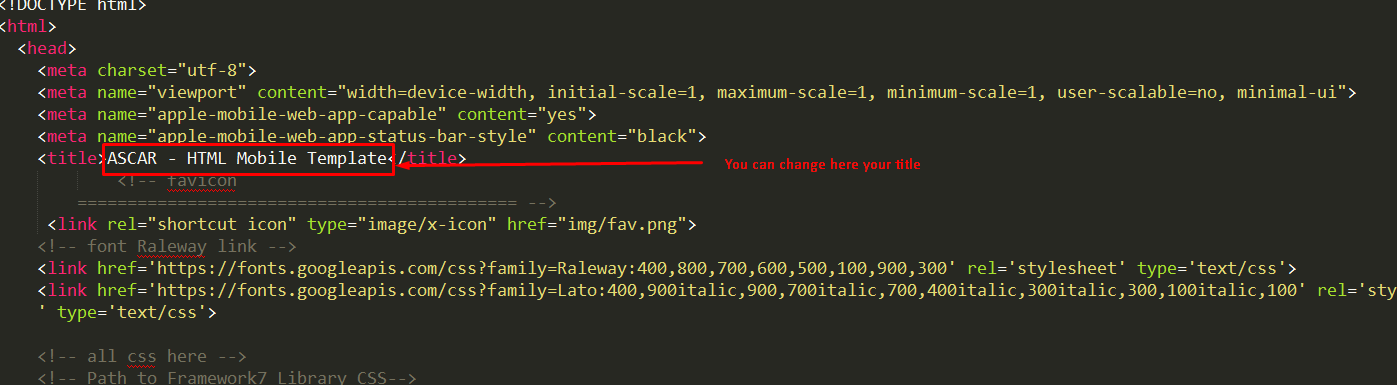 <!DOCTYPE html>
<html>
<head>
<meta charset="utf-8">
<meta name="viewport" content="width=device-width, initial-scale=1, maximum-scale=1, minimum-scale=1, user-scalable=no, minimal-ui">
<meta name="apple-mobile-web-app-capable" content="yes">
<meta name="apple-mobile-web-app-status-bar-style" content="black">
<title>ASCAR - HTML Mobile Template</title>
You can change here your title
<!-- favicon
============================================ -->
<link rel="shortcut icon" type="image/x-icon" href="img/fav.png">
<!-- font Raleway link -->
<link href='https://fonts.googleapis.com/css?family=Raleway:400,800,700,600,500,100,900,300' rel='stylesheet' type='text/css'>
<link href='https://fonts.googleapis.com/css?family=Lato:400,900italic,900,700italic,700,400italic,300italic,300,100italic,100' rel='sty
' type='text/css'>
<!-- all css here -->
<!-- Path to Framework7 Library CSS-->